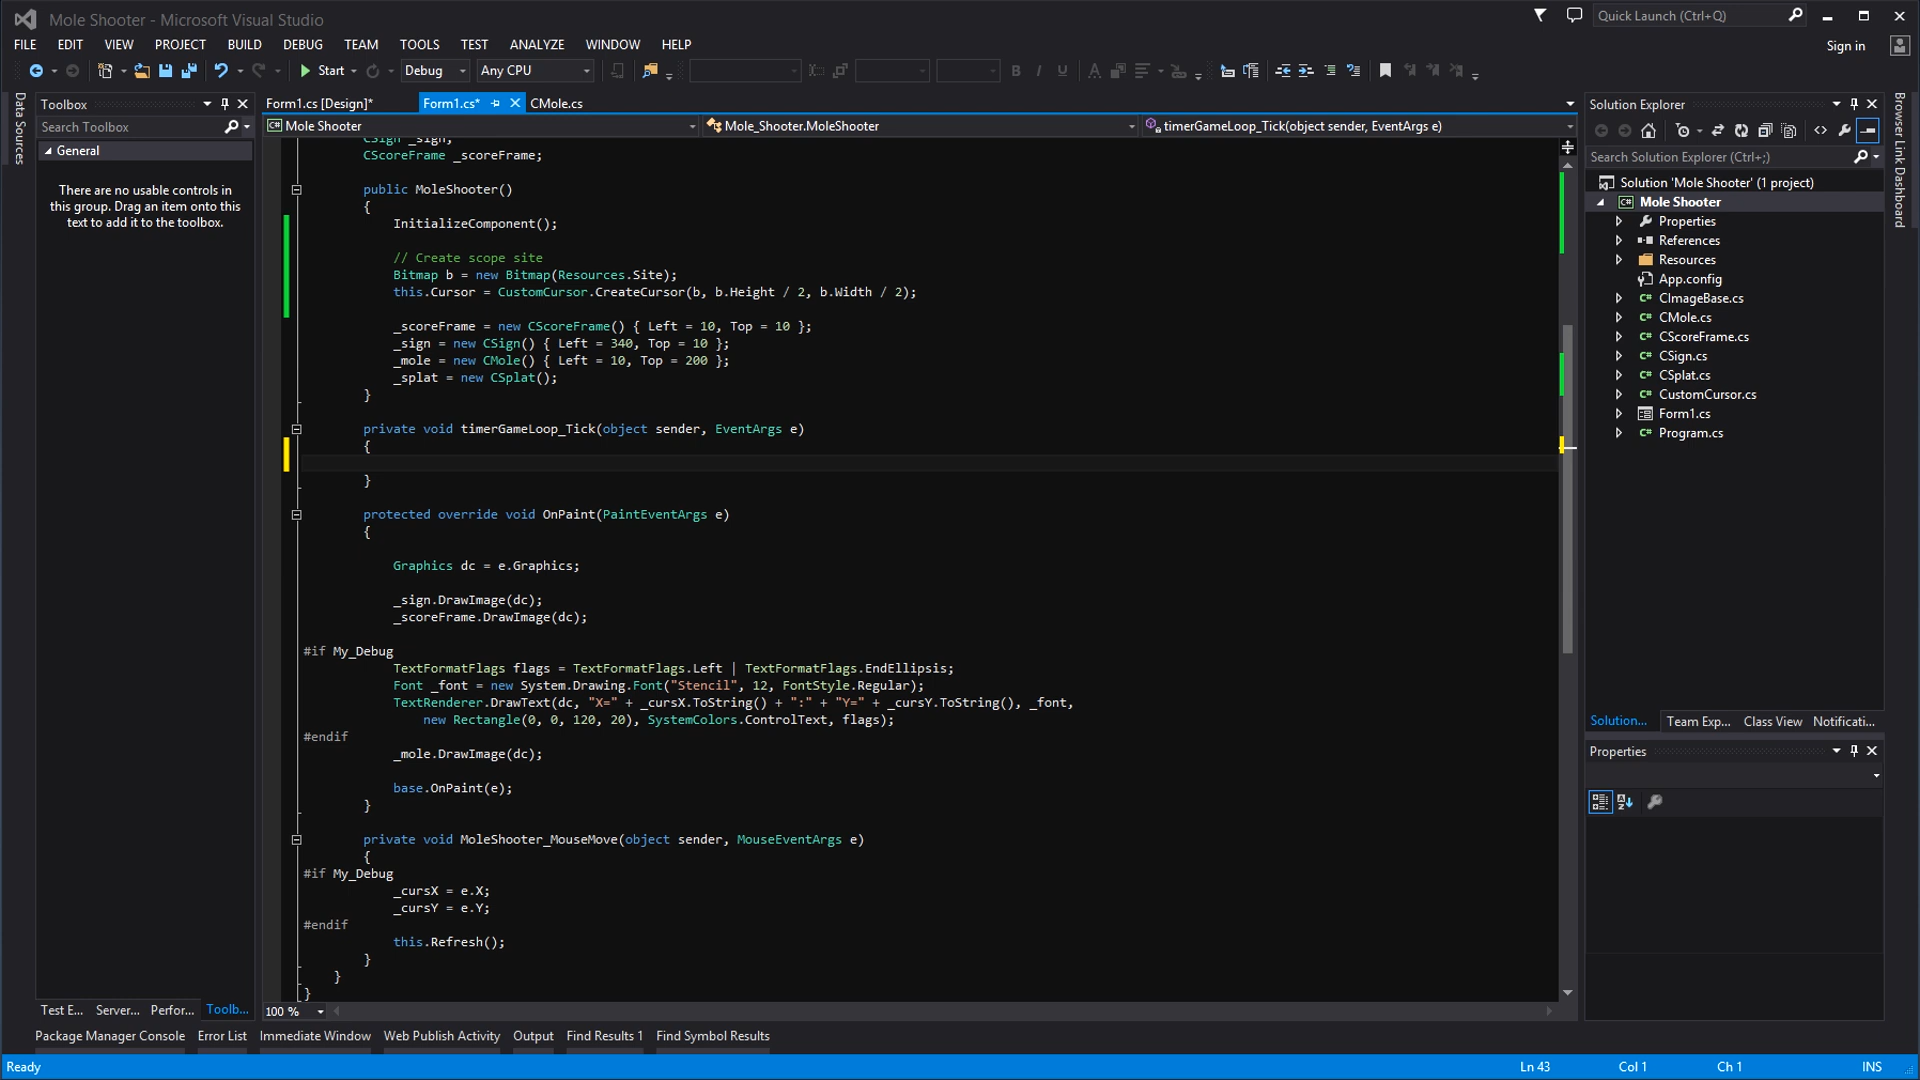 Mole Shooter - Microsoft Visual Studio
Quick Launch (Ctrl+Q)
FILE EDIT VIEW PROJECT BUILD DEBUG TEAM TOOLS TEST ANALYZE WINDOW HELP
Sign in
Start Debug Any CPU
Data Sources
Toolbox
Search Toolbox
General
There are no usable controls in
this group. Drag an item onto this
text to add it to the toolbox.
Test E... Server... Perfor... Toolb...
Form1.cs [Design]* Form1.cs* CMole.cs
Mole Shooter Mole_Shooter.MoleShooter timerGameLoop_Tick(object sender, EventArgs e)
CSign _sign;
CScoreFrame _scoreFrame;
public MoleShooter()
{
InitializeComponent();
// Create scope site
Bitmap b = new Bitmap(Resources.Site);
this.Cursor = CustomCursor.CreateCursor(b, b.Height / 2, b.Width / 2);
_scoreFrame = new CScoreFrame() { Left = 10, Top = 10 };
_sign = new CSign() { Left = 340, Top = 10 };
_mole = new CMole() { Left = 10, Top = 200 };
_splat = new CSplat();
}
private void timerGameLoop_Tick(object sender, EventArgs e)
{
}
protected override void OnPaint(PaintEventArgs e)
{
Graphics dc = e.Graphics;
_sign.DrawImage(dc);
_scoreFrame.DrawImage(dc);
#if My_Debug
TextFormatFlags flags = TextFormatFlags.Left | TextFormatFlags.EndEllipsis;
Font _font = new System.Drawing.Font("Stencil", 12, FontStyle.Regular);
TextRenderer.DrawText(dc, "X=" + _cursX.ToString() + ":" + "Y=" + _cursY.ToString(), _font,
new Rectangle(0, 0, 120, 20), SystemColors.ControlText, flags);
#endif
_mole.DrawImage(dc);
base.OnPaint(e);
}
private void MoleShooter_MouseMove(object sender, MouseEventArgs e)
{
#if My_Debug
_cursX = e.X;
_cursY = e.Y;
#endif
this.Refresh();
}
}
}
100 %
Solution Explorer
Search Solution Explorer (Ctrl+;)
Solution 'Mole Shooter' (1 project)
Mole Shooter
Properties
References
Resources
App.config
CImageBase.cs
CMole.cs
CScoreFrame.cs
CSign.cs
CSplat.cs
CustomCursor.cs
Form1.cs
Program.cs
Solution... Team Exp... Class View Notificati...
Properties
Browser Link Dashboard
Package Manager Console Error List Immediate Window Web Publish Activity Output Find Results 1 Find Symbol Results
Ready Ln 43 Col 1 Ch 1 INS